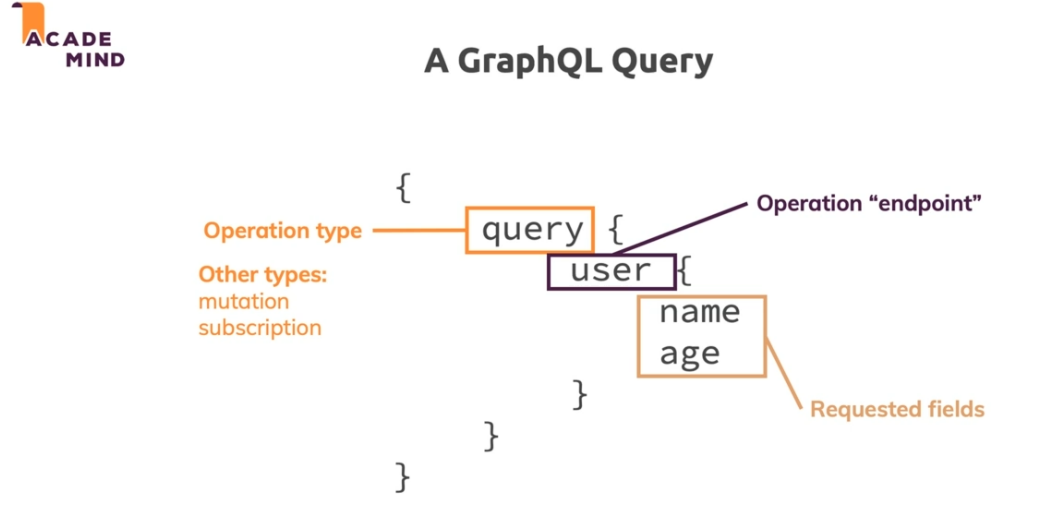 ACADE
MIND
A GraphQL Query
{
Operation "endpoint"
Operation type
query {
Other types:
mutation
subscription
user {
name
age
}
Requested fields
}
}